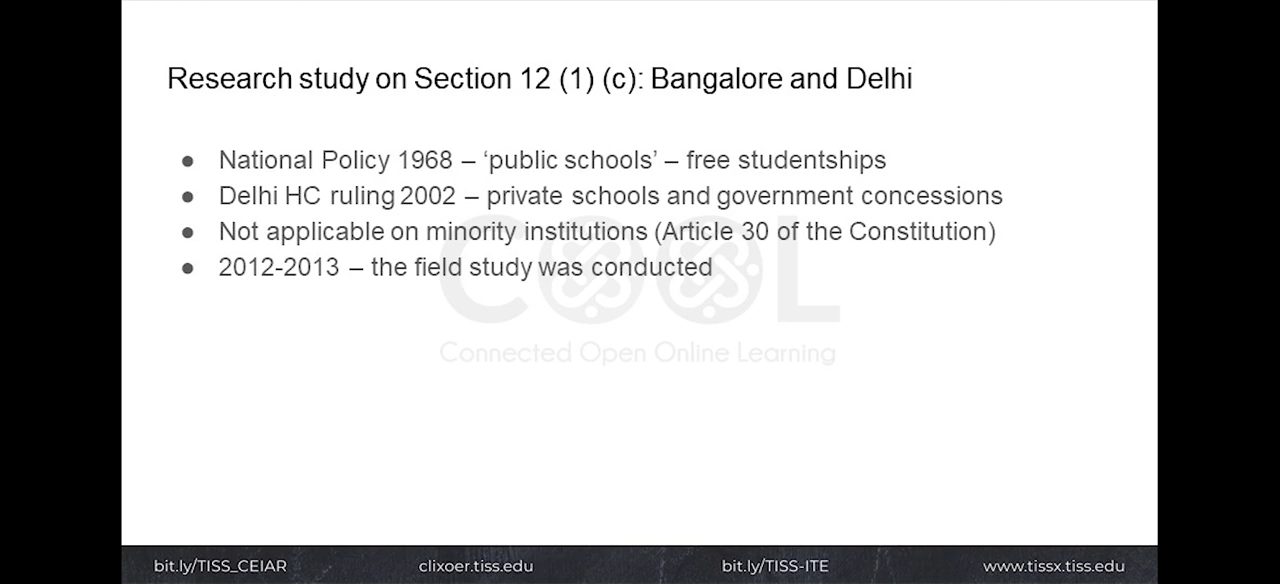 Research study on Section 12 (1) (c): Bangalore and Delhi
● National Policy 1968 – ‘public schools’ – free studentships
● Delhi HC ruling 2002 – private schools and government concessions
● Not applicable on minority institutions (Article 30 of the Constitution)
● 2012-2013 – the field study was conducted
COOL
Connected Open Online Learning
bit.ly/TISS_CEIAR clixoer.tiss.edu bit.ly/TISS-ITE www.tissx.tiss.edu